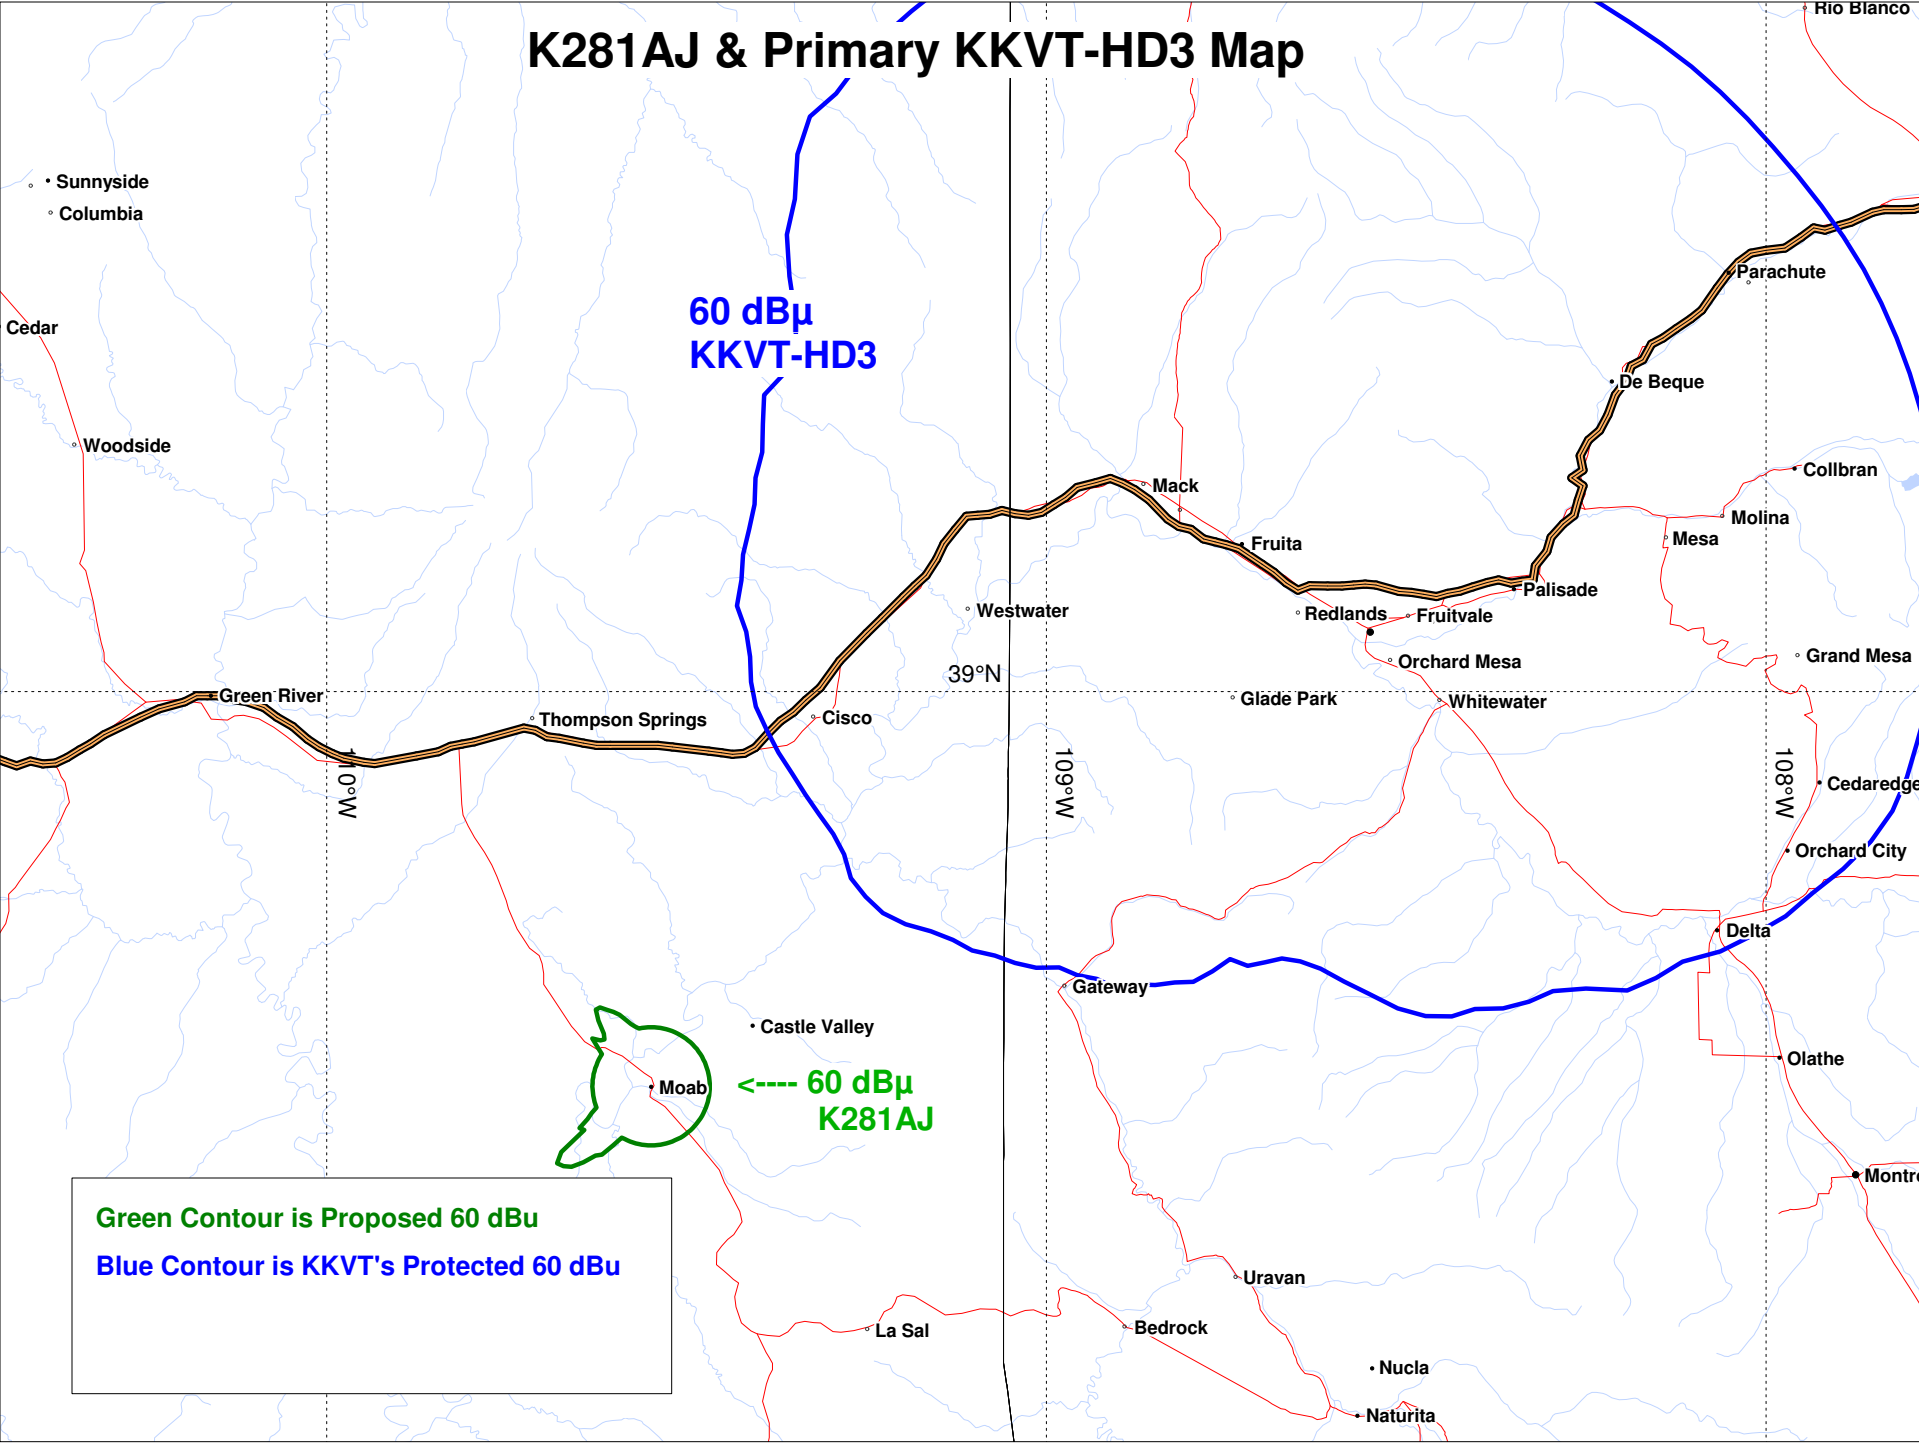 Rio Blanco
K281AJ & Primary KKVT-HD3 Map
Sunnyside
Columbia
Parachute
60 dBµ
KKVT-HD3
Cedar
De Beque
Woodside
Collbran
Mack
Molina
Mesa
Fruita
Palisade
Westwater
Redlands
Fruitvale
Orchard Mesa
Grand Mesa
39°N
Green River
Glade Park
Whitewater
Thompson Springs
Cisco
110°W
109°W
108°W
Cedaredge
Orchard City
Delta
Gateway
Castle Valley
Olathe
Moab
<---- 60 dBµ
K281AJ
Montr
Green Contour is Proposed 60 dBu
Blue Contour is KKVT's Protected 60 dBu
Uravan
La Sal
Bedrock
Nucla
Naturita